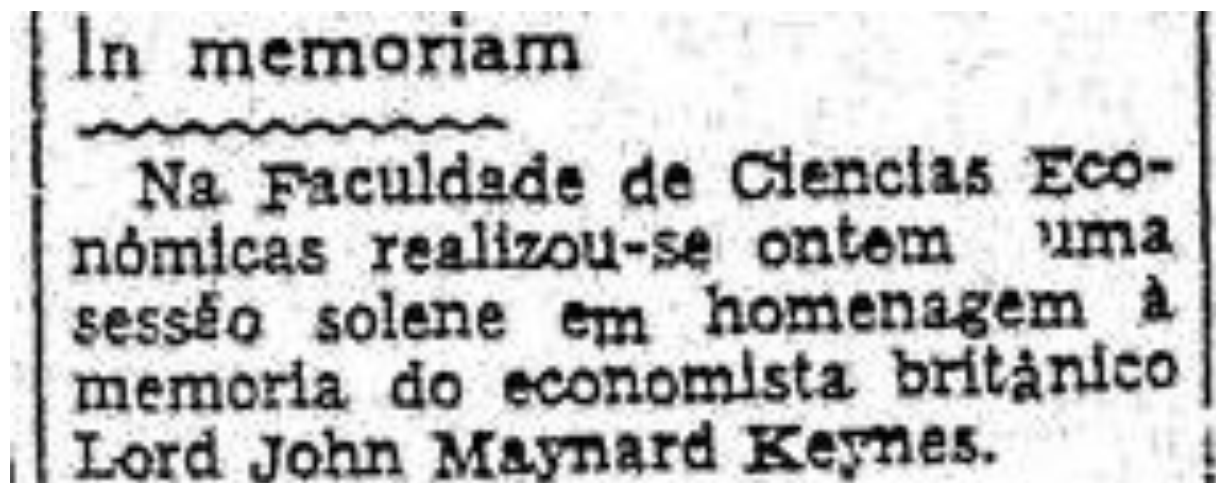 In memoriam
Na Faculdade de Ciencias Eco-
nômicas realizou-se ontem uma
sessão solene em homenagem à
memoria do economista britânico
Lord John Maynard Keynes.